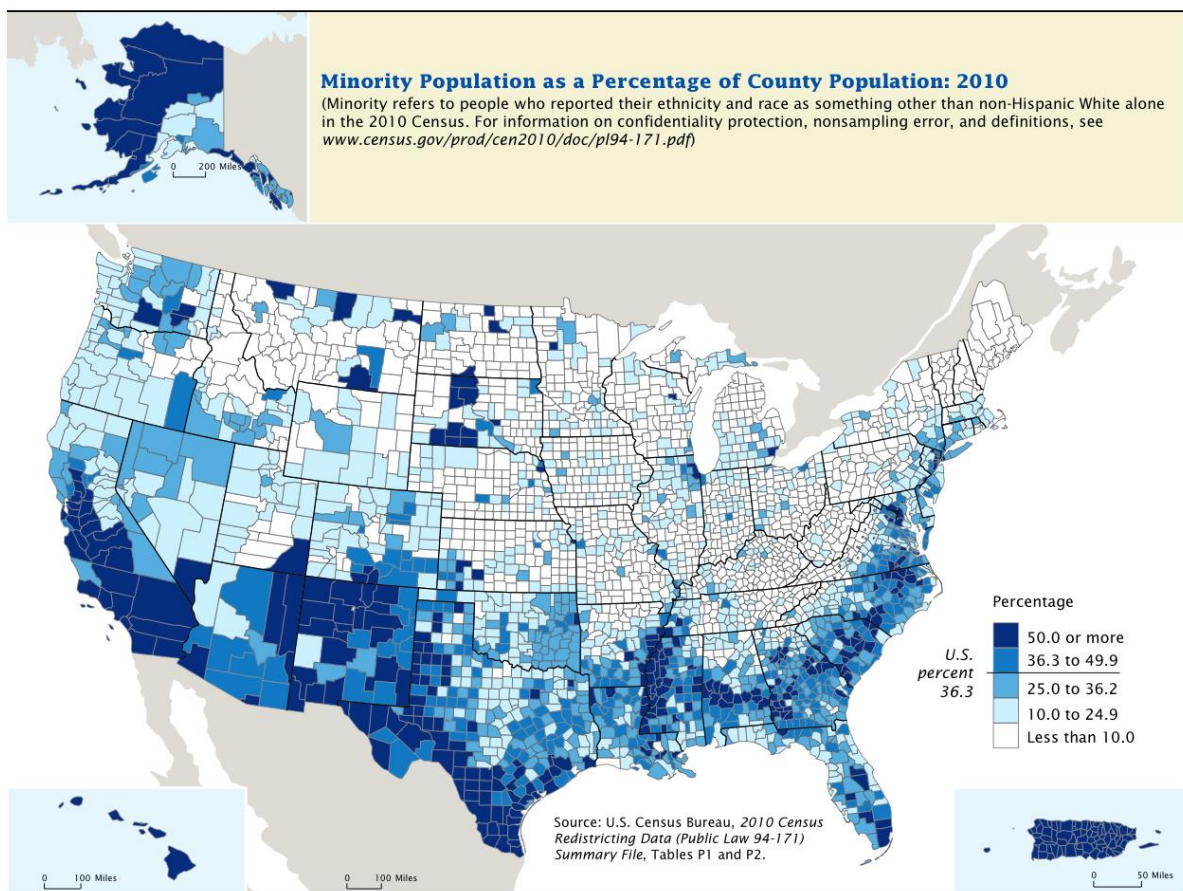 Minority Population as a Percentage of County Population: 2010
(Minority refers to people who reported their ethnicity and race as something other than non-Hispanic White alone
in the 2010 Census. For information on confidentiality protection, nonsampling error, and definitions, see
www.census.gov/prod/cen2010/doc/pl94-171.pdf)
0 200 Miles
Percentage
50.0 or more
36.3 to 49.9
U.S.
percent
36.3
25.0 to 36.2
10.0 to 24.9
Less than 10.0
Source: U.S. Census Bureau, 2010 Census
Redistricting Data (Public Law 94-171)
Summary File, Tables P1 and P2.
0 100 Miles
0 100 Miles
0 50 Miles